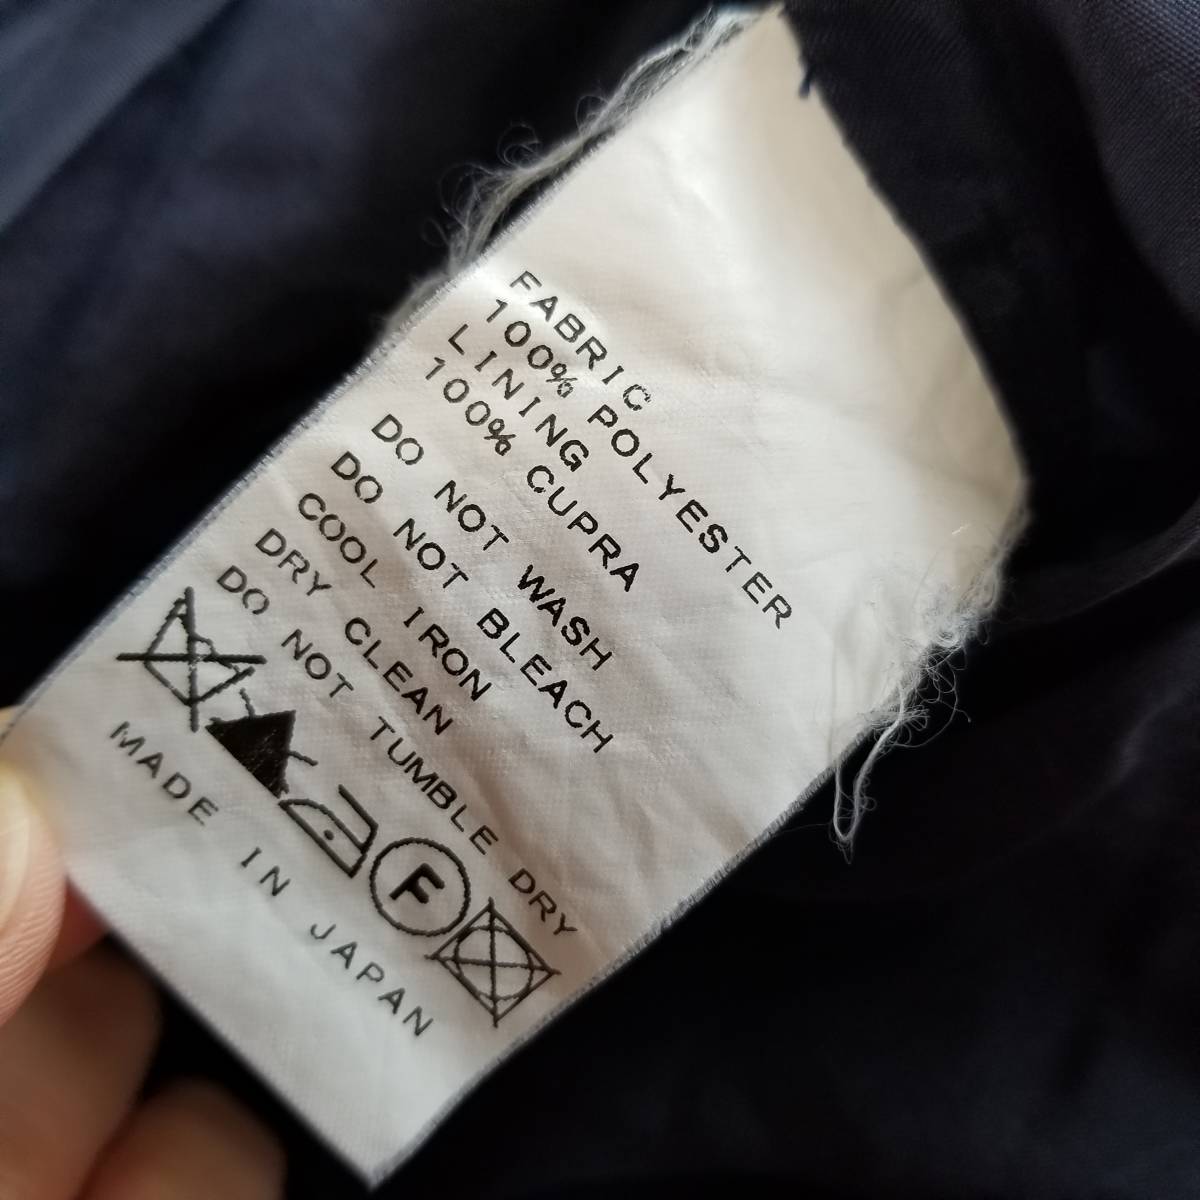 FABRIC
100% POLYESTER
LINING
100% CUPRA
DO NOT WASH
DO NOT BLEACH
COOL IRON
DRY CLEAN
DO NOT TUMBLE DRY
F
MADE IN JAPAN